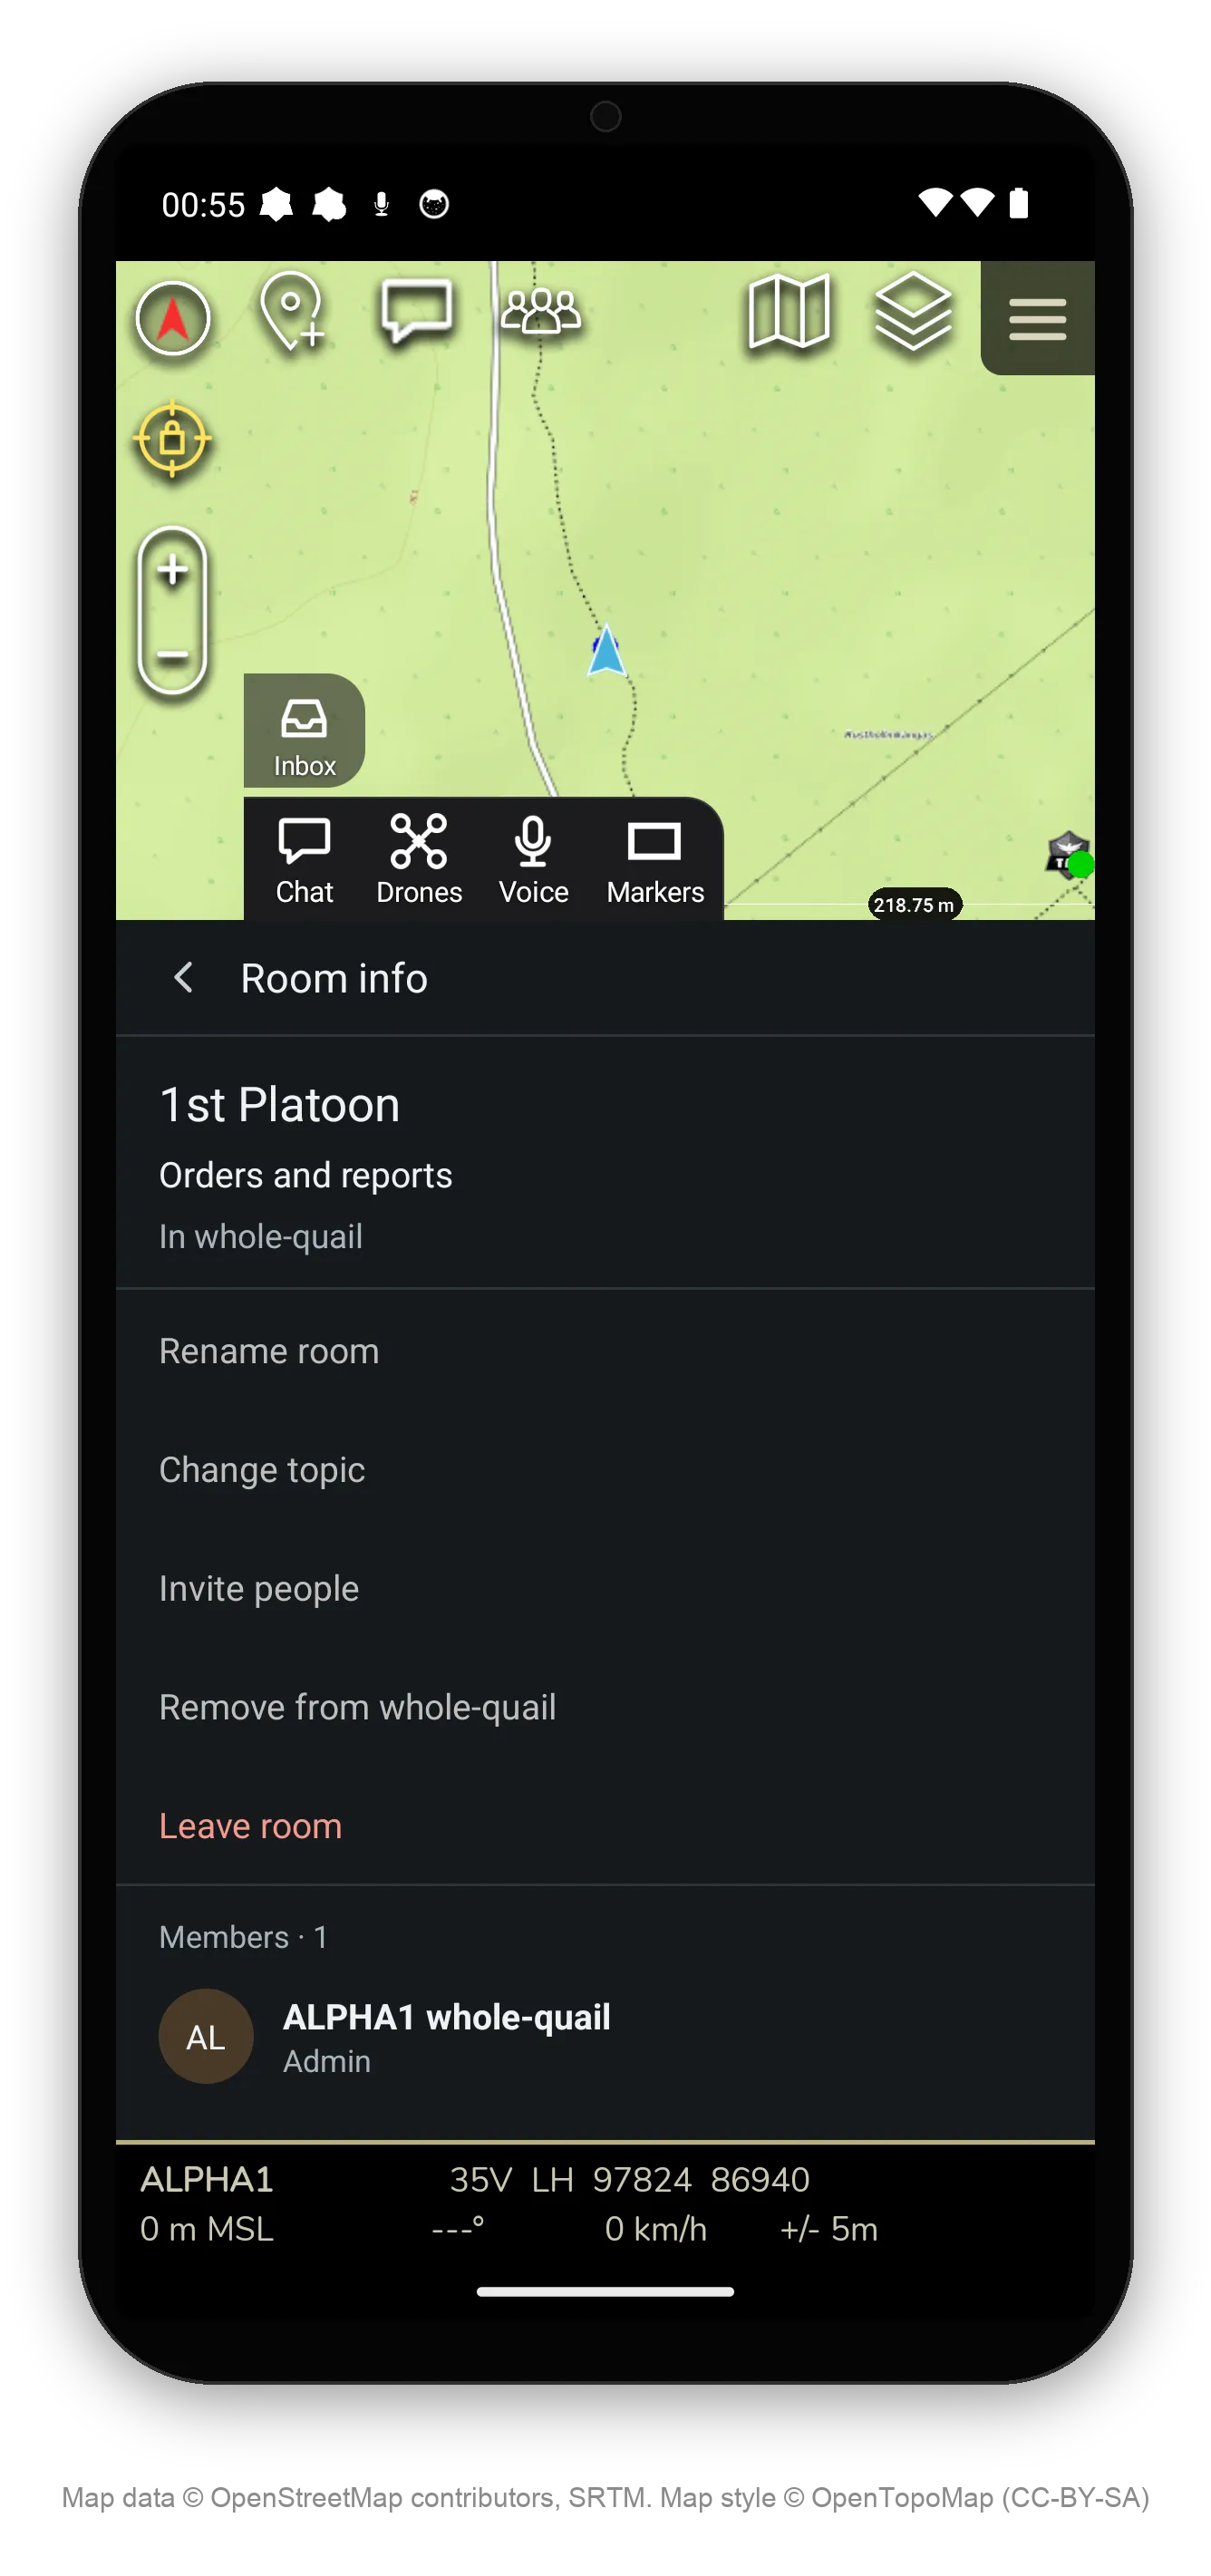 00:55
Inbox
Chat Drones Voice Markers
218.75 m
Room info
1st Platoon
Orders and reports
In whole-quail
Rename room
Change topic
Invite people
Remove from whole-quail
Leave room
Members · 1
AL
ALPHA1 whole-quail
Admin
ALPHA1 35V LH 97824 86940
0 m MSL ---° 0 km/h +/- 5m
Map data © OpenStreetMap contributors, SRTM. Map style © OpenTopoMap (CC-BY-SA)